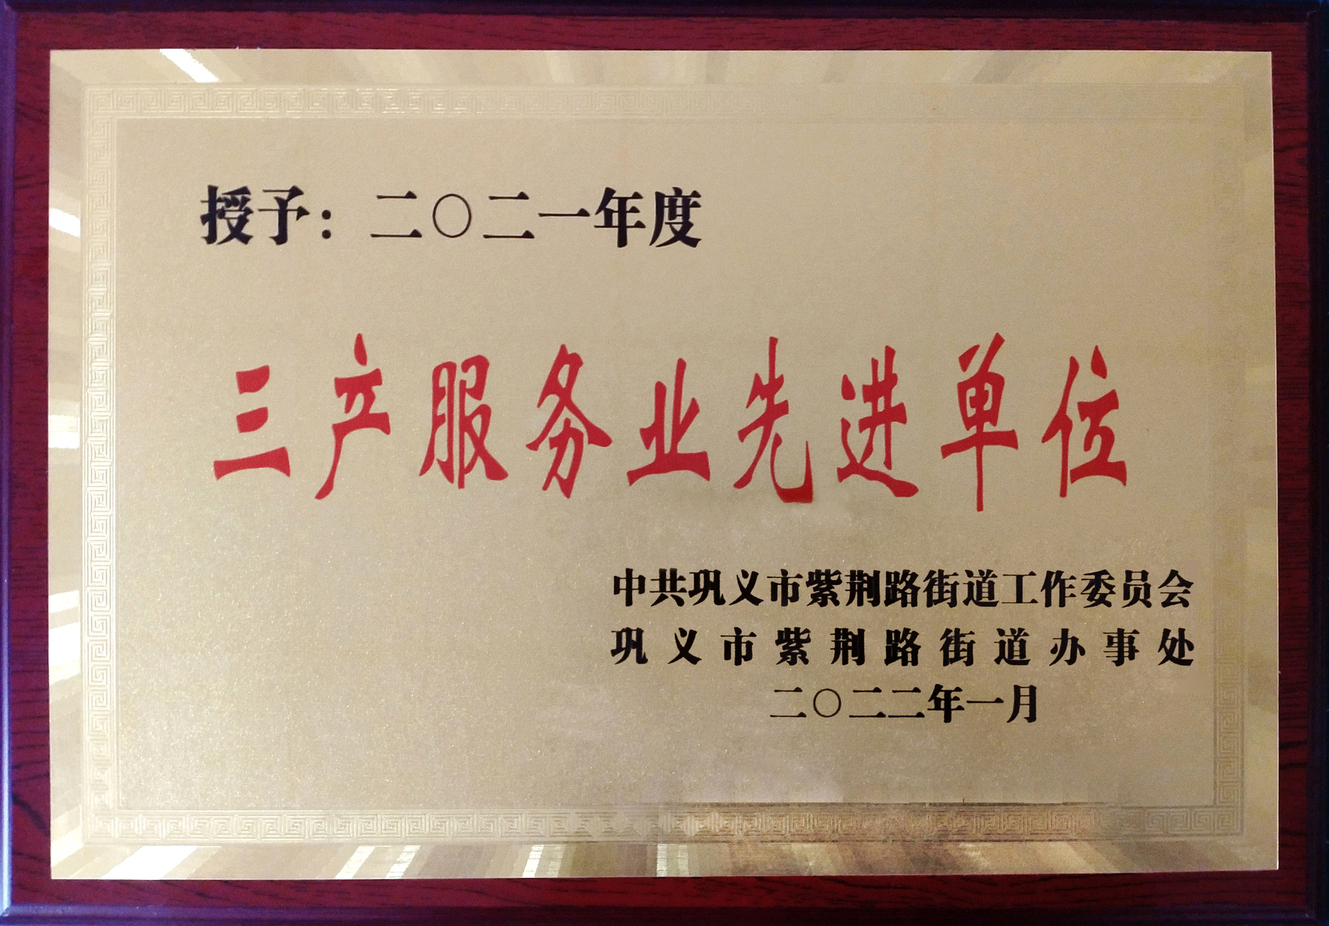 授予：二〇二一年度
三产服务业先进单位
中共巩义市紫荆路街道工作委员会
巩义市紫荆路街道办事处
二〇二二年一月